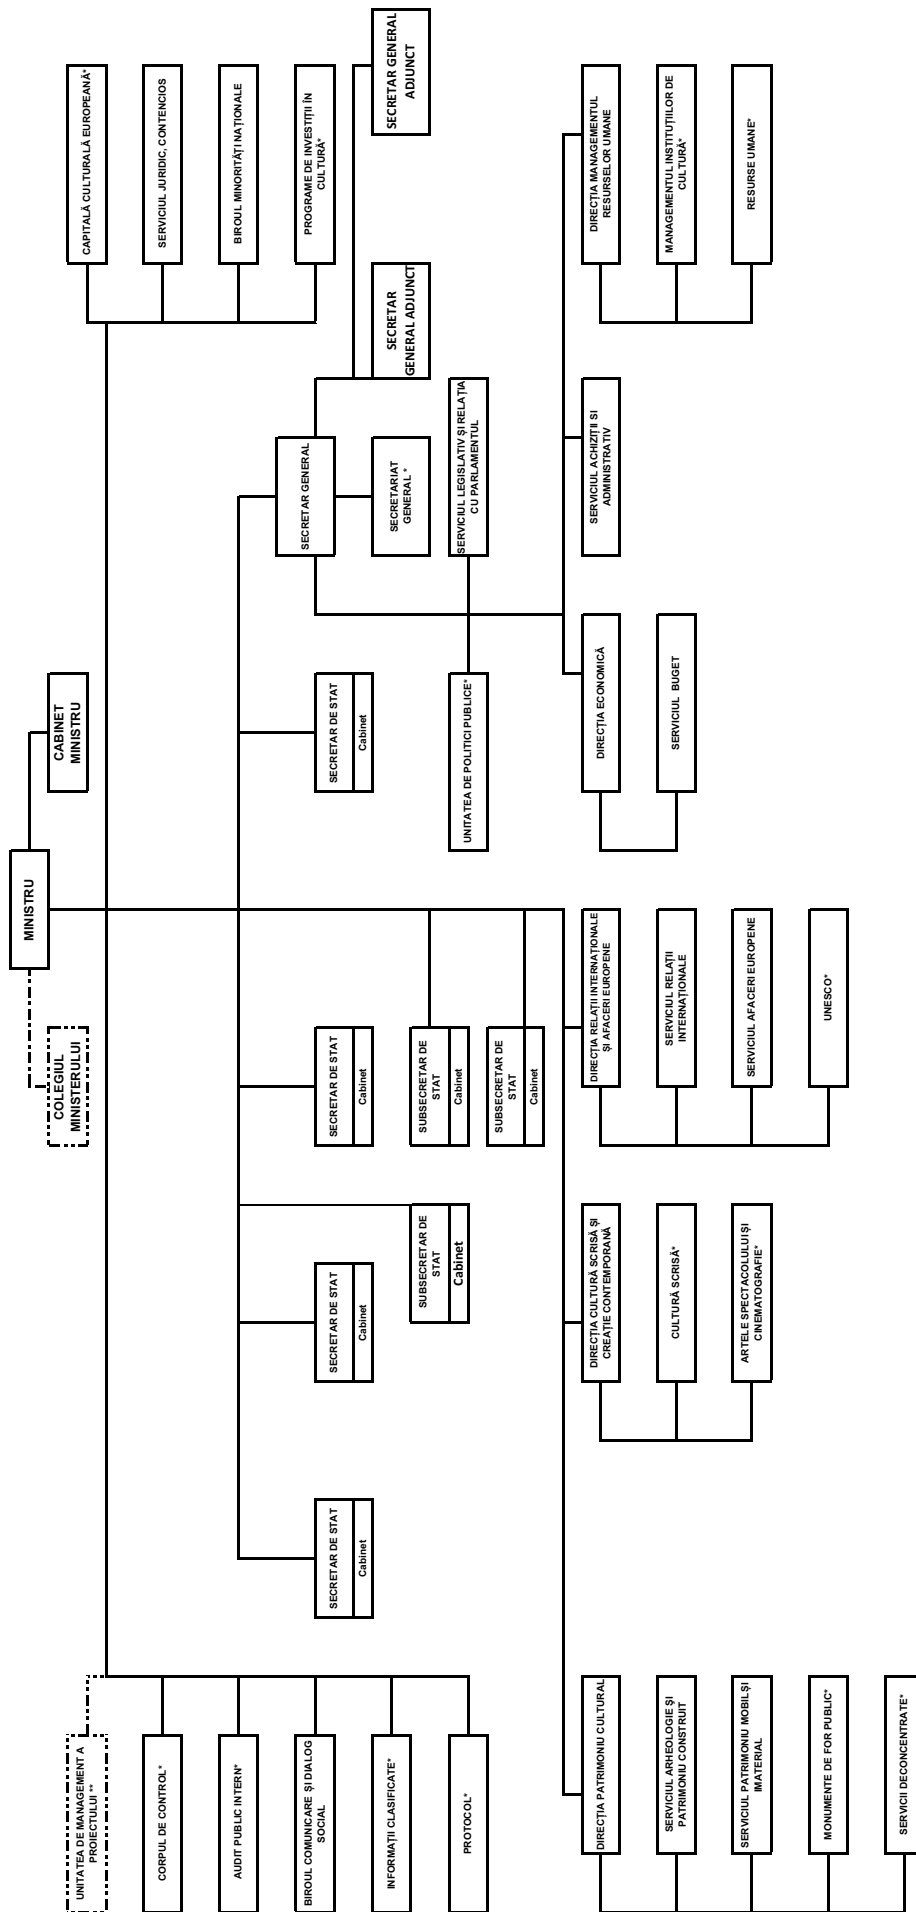 MINISTRU
COLEGIUL
MINISTERULUI
CABINET
MINISTRU
UNITATEA DE MANAGEMENT A
PROIECTULUI **
CORPUL DE CONTROL*
AUDIT PUBLIC INTERN*
BIROUL COMUNICARE ȘI DIALOG
SOCIAL
INFORMAȚII CLASIFICATE*
PROTOCOL*
CAPITALĂ CULTURALĂ EUROPEANĂ*
SERVICIUL JURIDIC, CONTENCIOS
BIROUL MINORITĂȚI NAȚIONALE
PROGRAME DE INVESTIȚII ÎN
CULTURĂ*
SECRETAR DE STAT
Cabinet
SECRETAR DE STAT
Cabinet
SECRETAR DE STAT
Cabinet
SECRETAR DE STAT
Cabinet
SUBSECRETAR DE
STAT
Cabinet
SUBSECRETAR DE
STAT
Cabinet
SUBSECRETAR DE
STAT
Cabinet
SECRETAR GENERAL
SECRETARIAT
GENERAL *
SECRETAR
GENERAL ADJUNCT
SECRETAR GENERAL
ADJUNCT
UNITATEA DE POLITICI PUBLICE*
SERVICIUL LEGISLATIV ȘI RELAȚIA
CU PARLAMENTUL
DIRECȚIA PATRIMONIU CULTURAL
SERVICIUL ARHEOLOGIE ȘI
PATRIMONIU CONSTRUIT
SERVICIUL PATRIMONIU MOBIL ȘI
IMATERIAL
MONUMENTE DE FOR PUBLIC*
SERVICII DECONCENTRATE*
DIRECȚIA CULTURĂ SCRISĂ ȘI
CREAȚIE CONTEMPORANĂ
CULTURĂ SCRISĂ*
ARTELE SPECTACOLULUI ȘI
CINEMATOGRAFIE*
DIRECȚIA RELAȚII INTERNAȚIONALE
ȘI AFACERI EUROPENE
SERVICIUL RELAȚII
INTERNAȚIONALE
SERVICIUL AFACERI EUROPENE
UNESCO*
DIRECȚIA ECONOMICĂ
SERVICIUL BUGET
SERVICIUL ACHIZIȚII SI
ADMINISTRATIV
DIRECȚIA MANAGEMENTUL
RESURSELOR UMANE
MANAGEMENTUL INSTITUȚIILOR DE
CULTURĂ*
RESURSE UMANE*